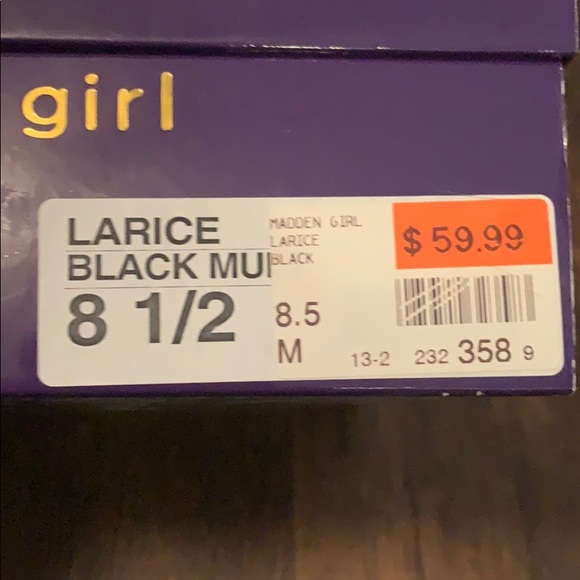 girl
LARICE
BLACK MU
8 1/2
MADDEN GIRL
LARICE
BLACK
$ 59.99
8.5
M
13-2 232 358 9